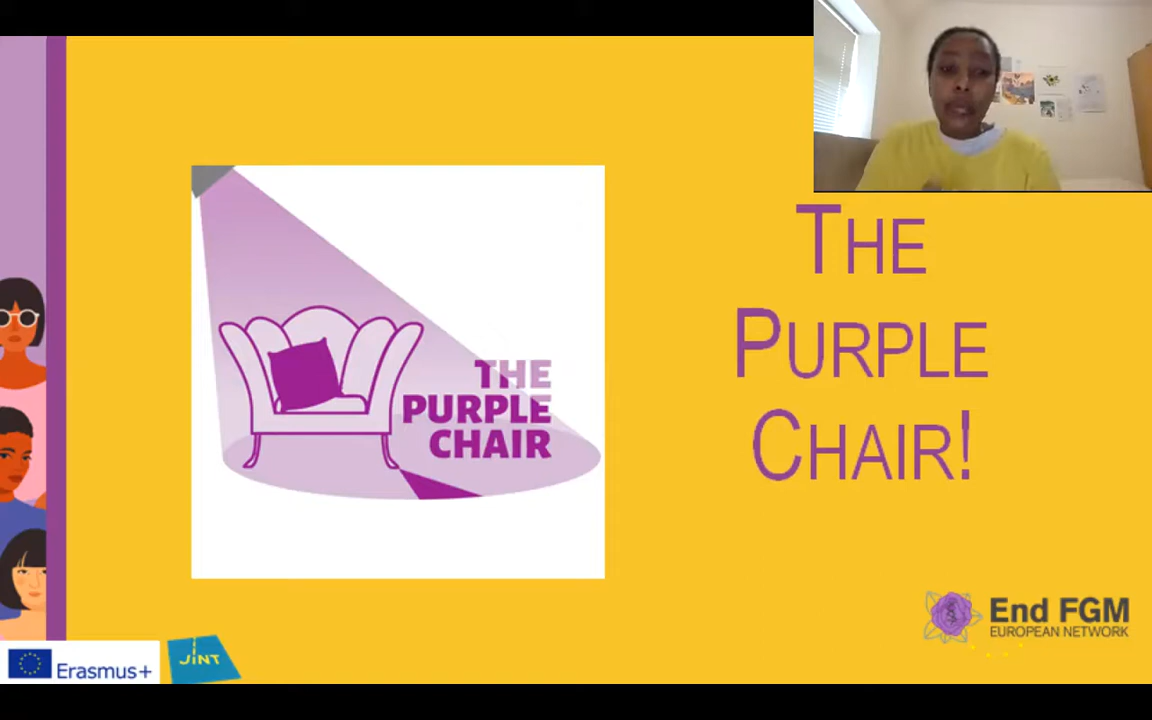 THE
PURPLE
CHAIR
THE
PURPLE
CHAIR!
End FGM
EUROPEAN NETWORK
Erasmus+
JINT